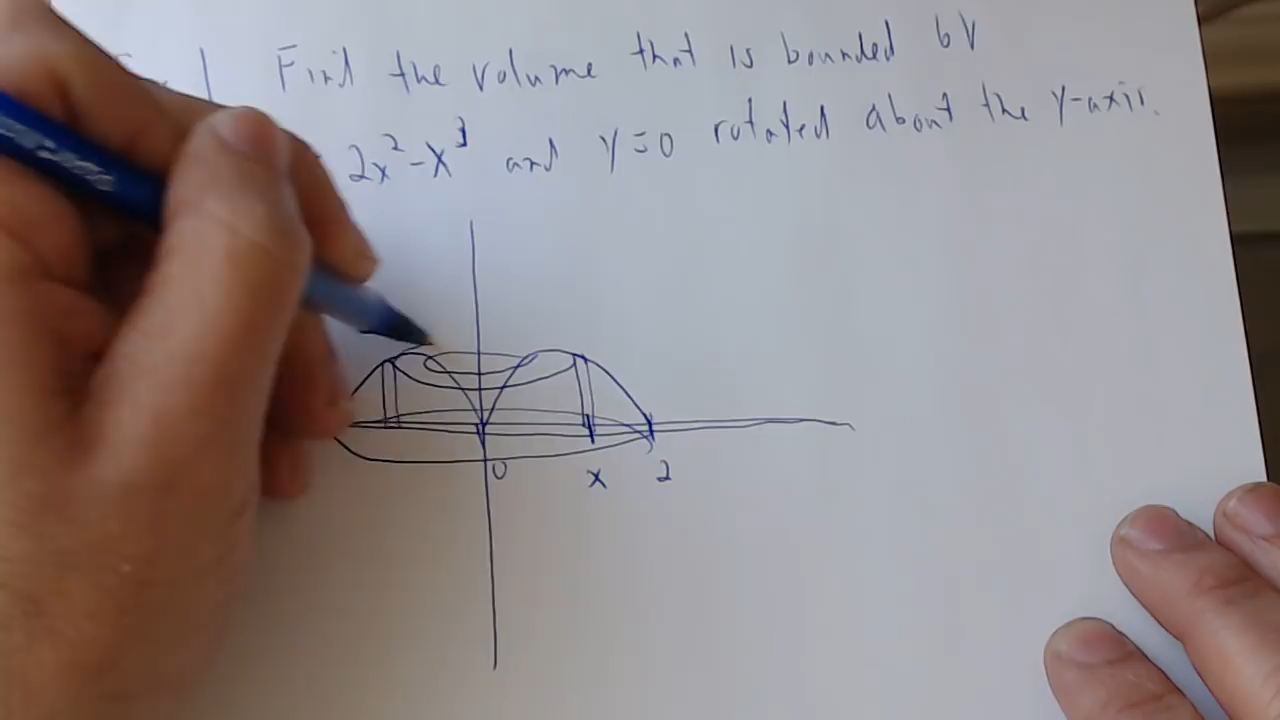 Find the volume that is bounded by
2x²-x³ and y=0 rotated about the y-axis.
0 x 2